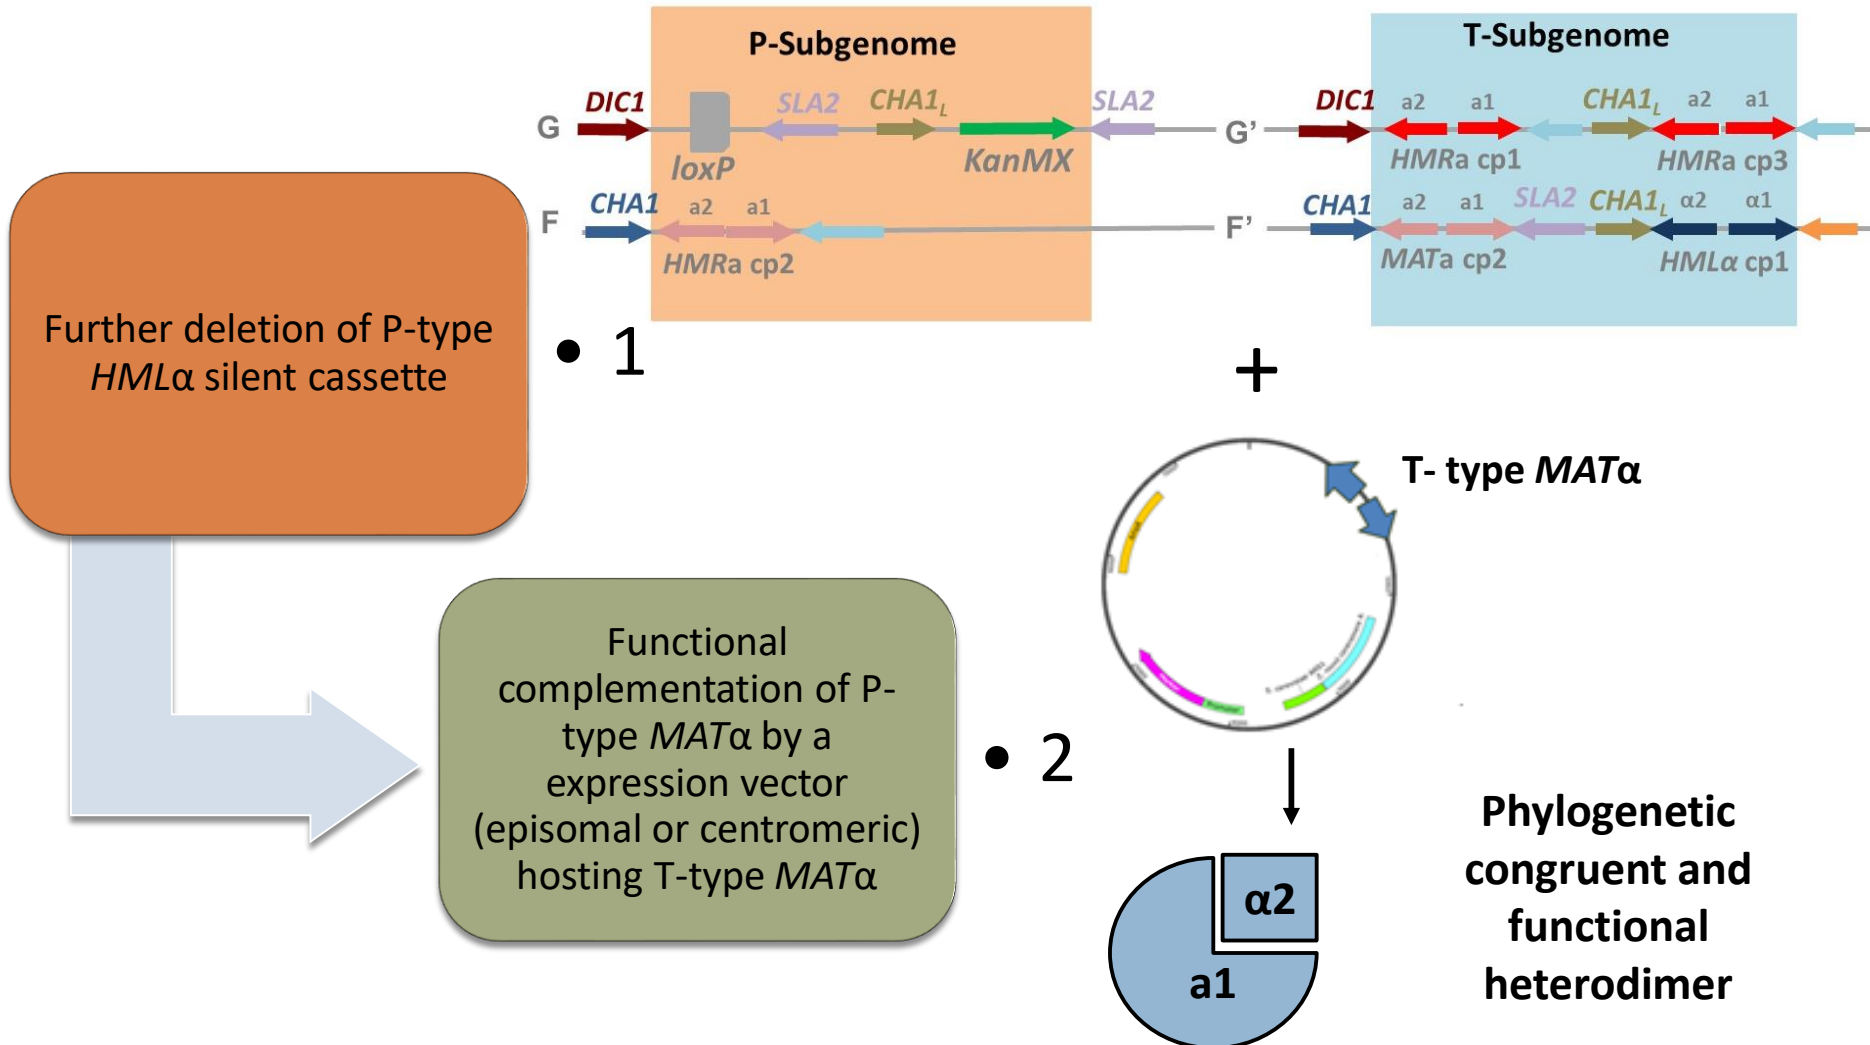 P-Subgenome
T-Subgenome
DIC1 SLA2 CHA1L SLA2 DIC1 a2 a1 CHA1L a2 a1
G G’
loxP KanMX HMRa cp1 HMRa cp3
CHA1 a2 a1 CHA1 a2 a1 SLA2 CHA1L α2 α1
F F’
HMRa cp2 MATa cp2 HMLα cp1
Further deletion of P-type
HMLα silent cassette
• 1
+
T- type MATα
Functional
complementation of P-
type MATα by a
expression vector
(episomal or centromeric)
hosting T-type MATα
• 2
α2
a1
Phylogenetic
congruent and
functional
heterodimer